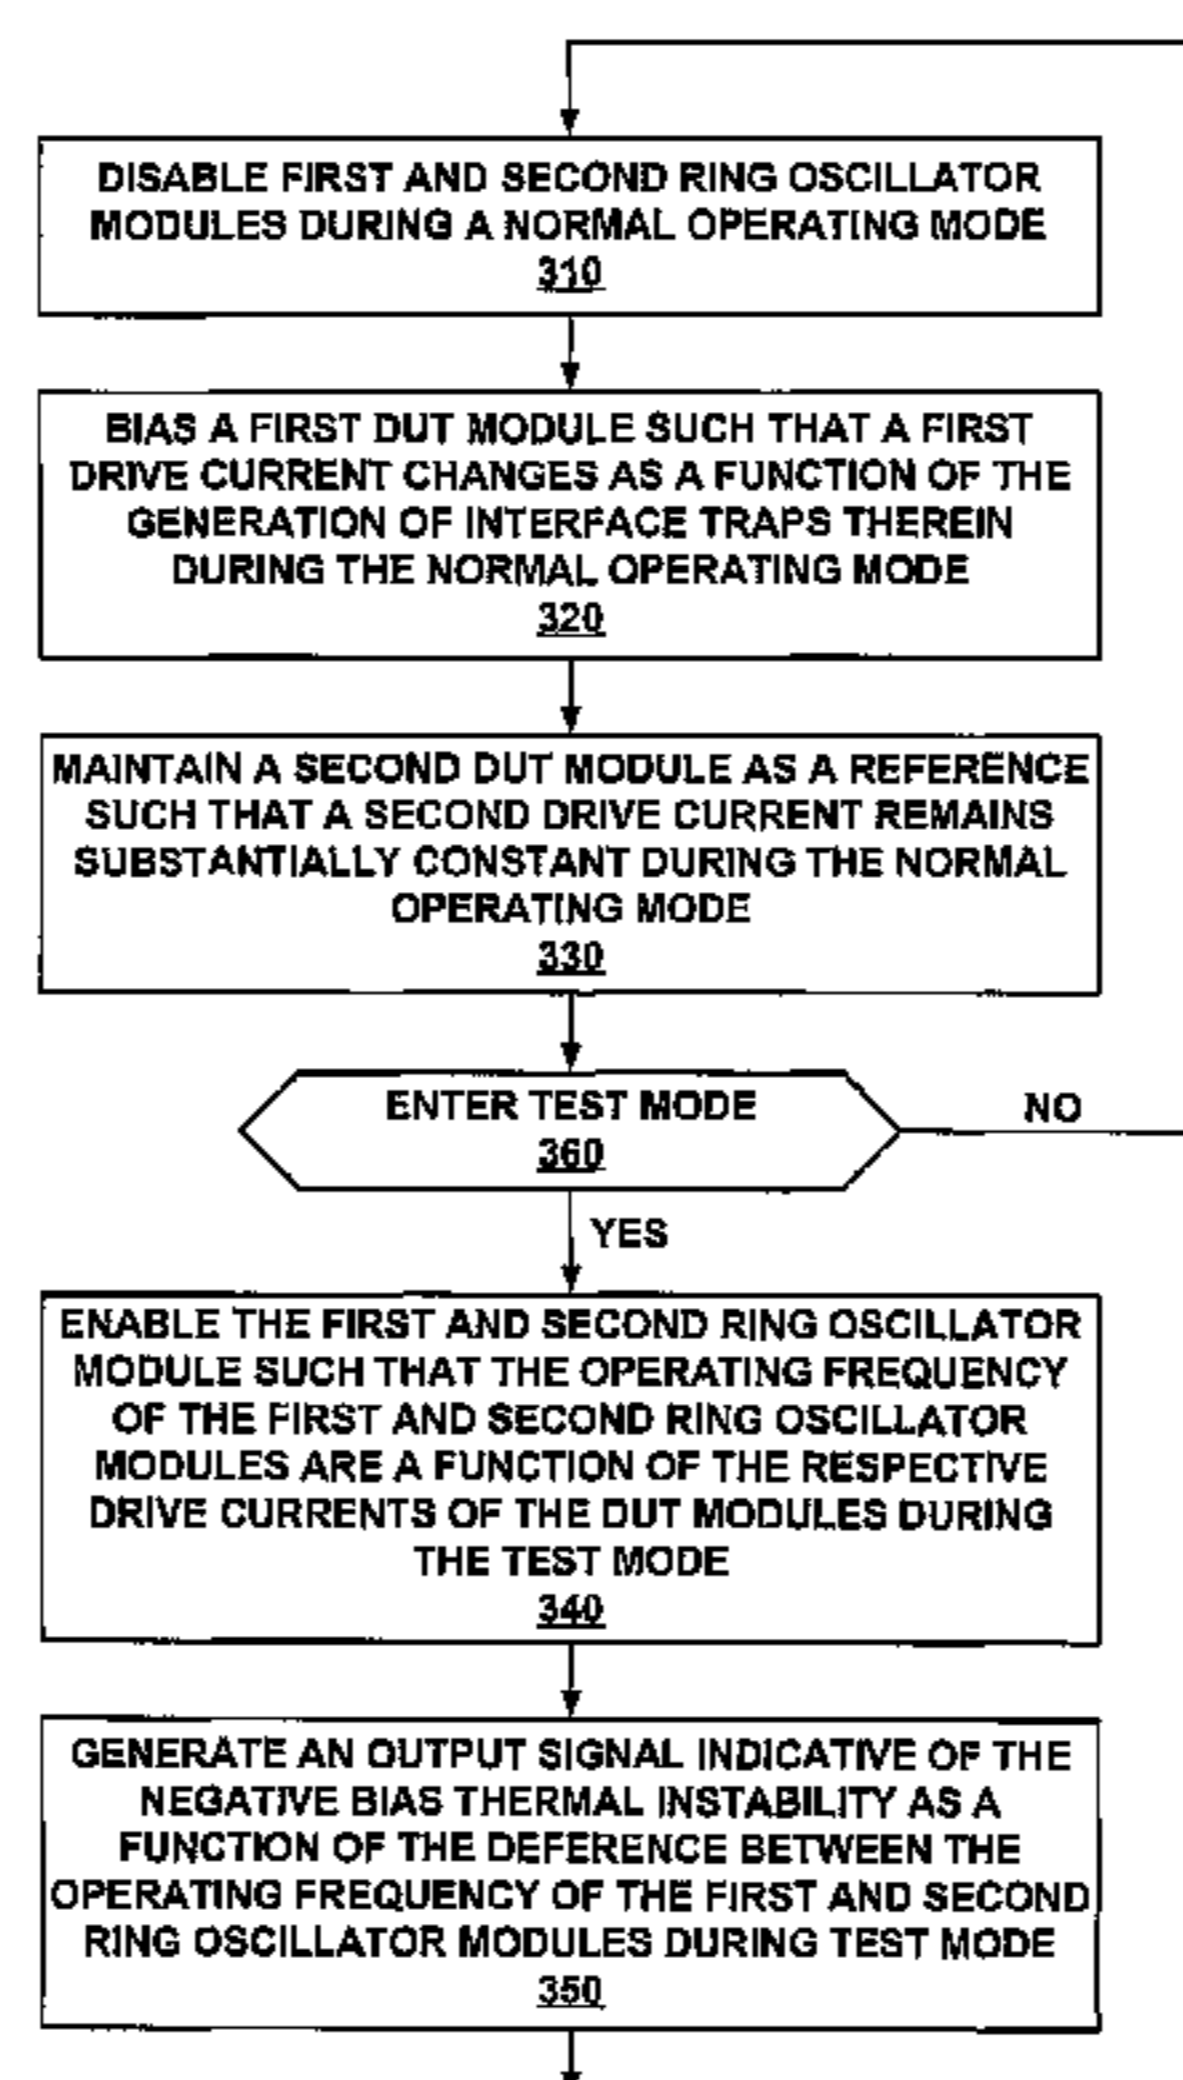 DISABLE FIRST AND SECOND RING OSCILLATOR
MODULES DURING A NORMAL OPERATING MODE
310
BIAS A FIRST DUT MODULE SUCH THAT A FIRST
DRIVE CURRENT CHANGES AS A FUNCTION OF THE
GENERATION OF INTERFACE TRAPS THEREIN
DURING THE NORMAL OPERATING MODE
320
MAINTAIN A SECOND DUT MODULE AS A REFERENCE
SUCH THAT A SECOND DRIVE CURRENT REMAINS
SUBSTANTIALLY CONSTANT DURING THE NORMAL
OPERATING MODE
330
ENTER TEST MODE
360
NO
YES
ENABLE THE FIRST AND SECOND RING OSCILLATOR
MODULE SUCH THAT THE OPERATING FREQUENCY
OF THE FIRST AND SECOND RING OSCILLATOR
MODULES ARE A FUNCTION OF THE RESPECTIVE
DRIVE CURRENTS OF THE DUT MODULES DURING
THE TEST MODE
340
GENERATE AN OUTPUT SIGNAL INDICATIVE OF THE
NEGATIVE BIAS THERMAL INSTABILITY AS A
FUNCTION OF THE DEFERENCE BETWEEN THE
OPERATING FREQUENCY OF THE FIRST AND SECOND
RING OSCILLATOR MODULES DURING TEST MODE
350